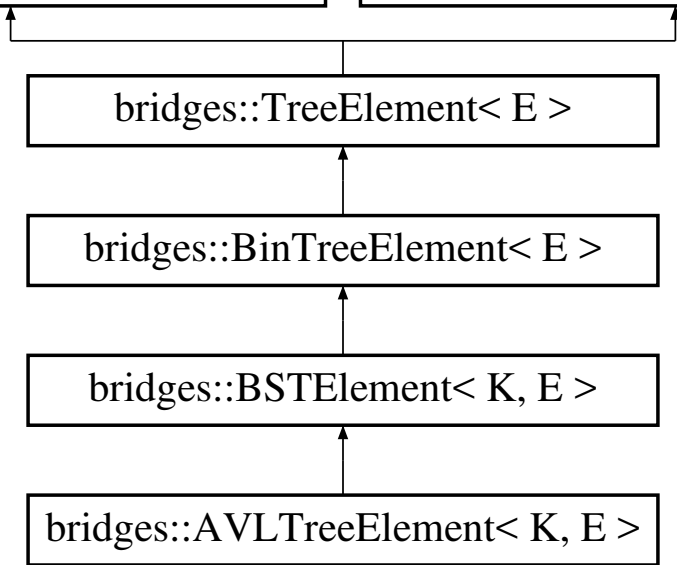 bridges::TreeElement< E >
bridges::BinTreeElement< E >
bridges::BSTElement< K, E >
bridges::AVLTreeElement< K, E >